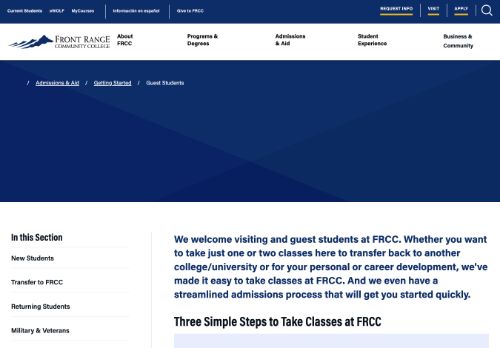 Current Students eWOLF MyCourses Información en español Give to FRCC REQUEST INFO VISIT APPLY
FRONT RANGE
COMMUNITY COLLEGE
About
FRCC
Programs &
Degrees
Admissions
& Aid
Student
Experience
Business &
Community
/ Admissions & Aid / Getting Started / Guest Students
In this Section
New Students
Transfer to FRCC
Returning Students
Military & Veterans
We welcome visiting and guest students at FRCC. Whether you want
to take just one or two classes here to transfer back to another
college/university or for your personal or career development, we've
made it easy to take classes at FRCC. And we even have a
streamlined admissions process that will get you started quickly.
Three Simple Steps to Take Classes at FRCC